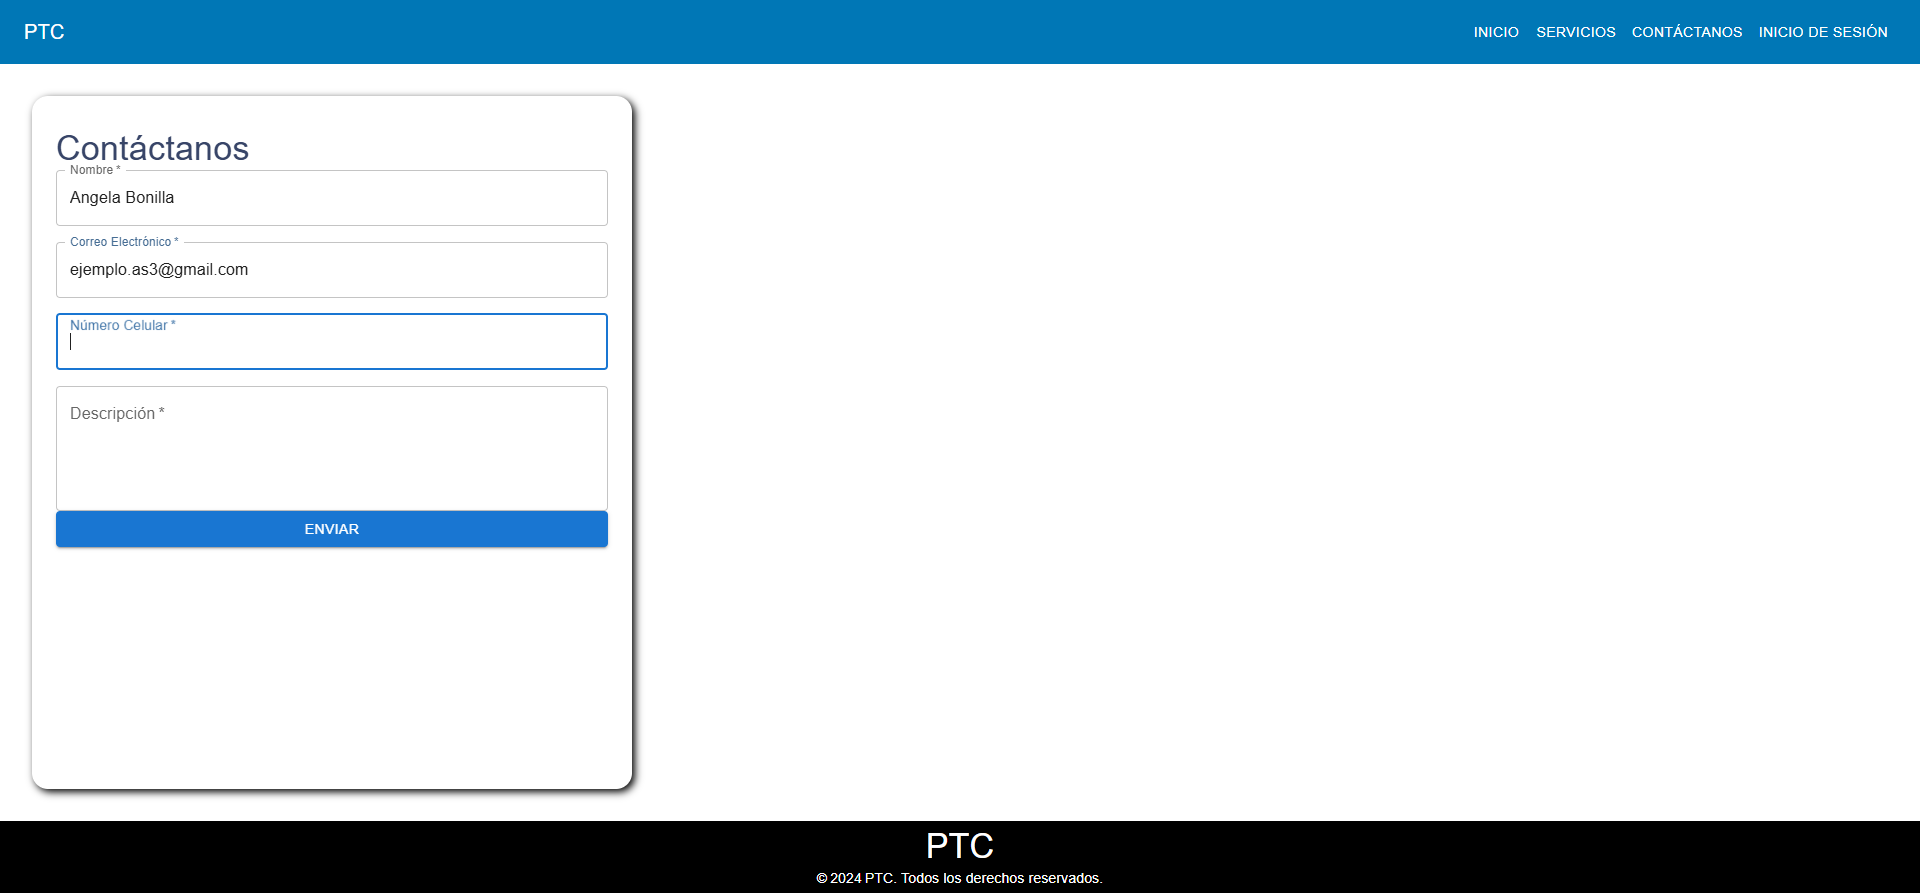 PTC
INICIO SERVICIOS CONTÁCTANOS INICIO DE SESIÓN
Contáctanos
Nombre *
Angela Bonilla
Correo Electrónico *
ejemplo.as3@gmail.com
Número Celular *
Descripción *
ENVIAR
PTC
© 2024 PTC. Todos los derechos reservados.